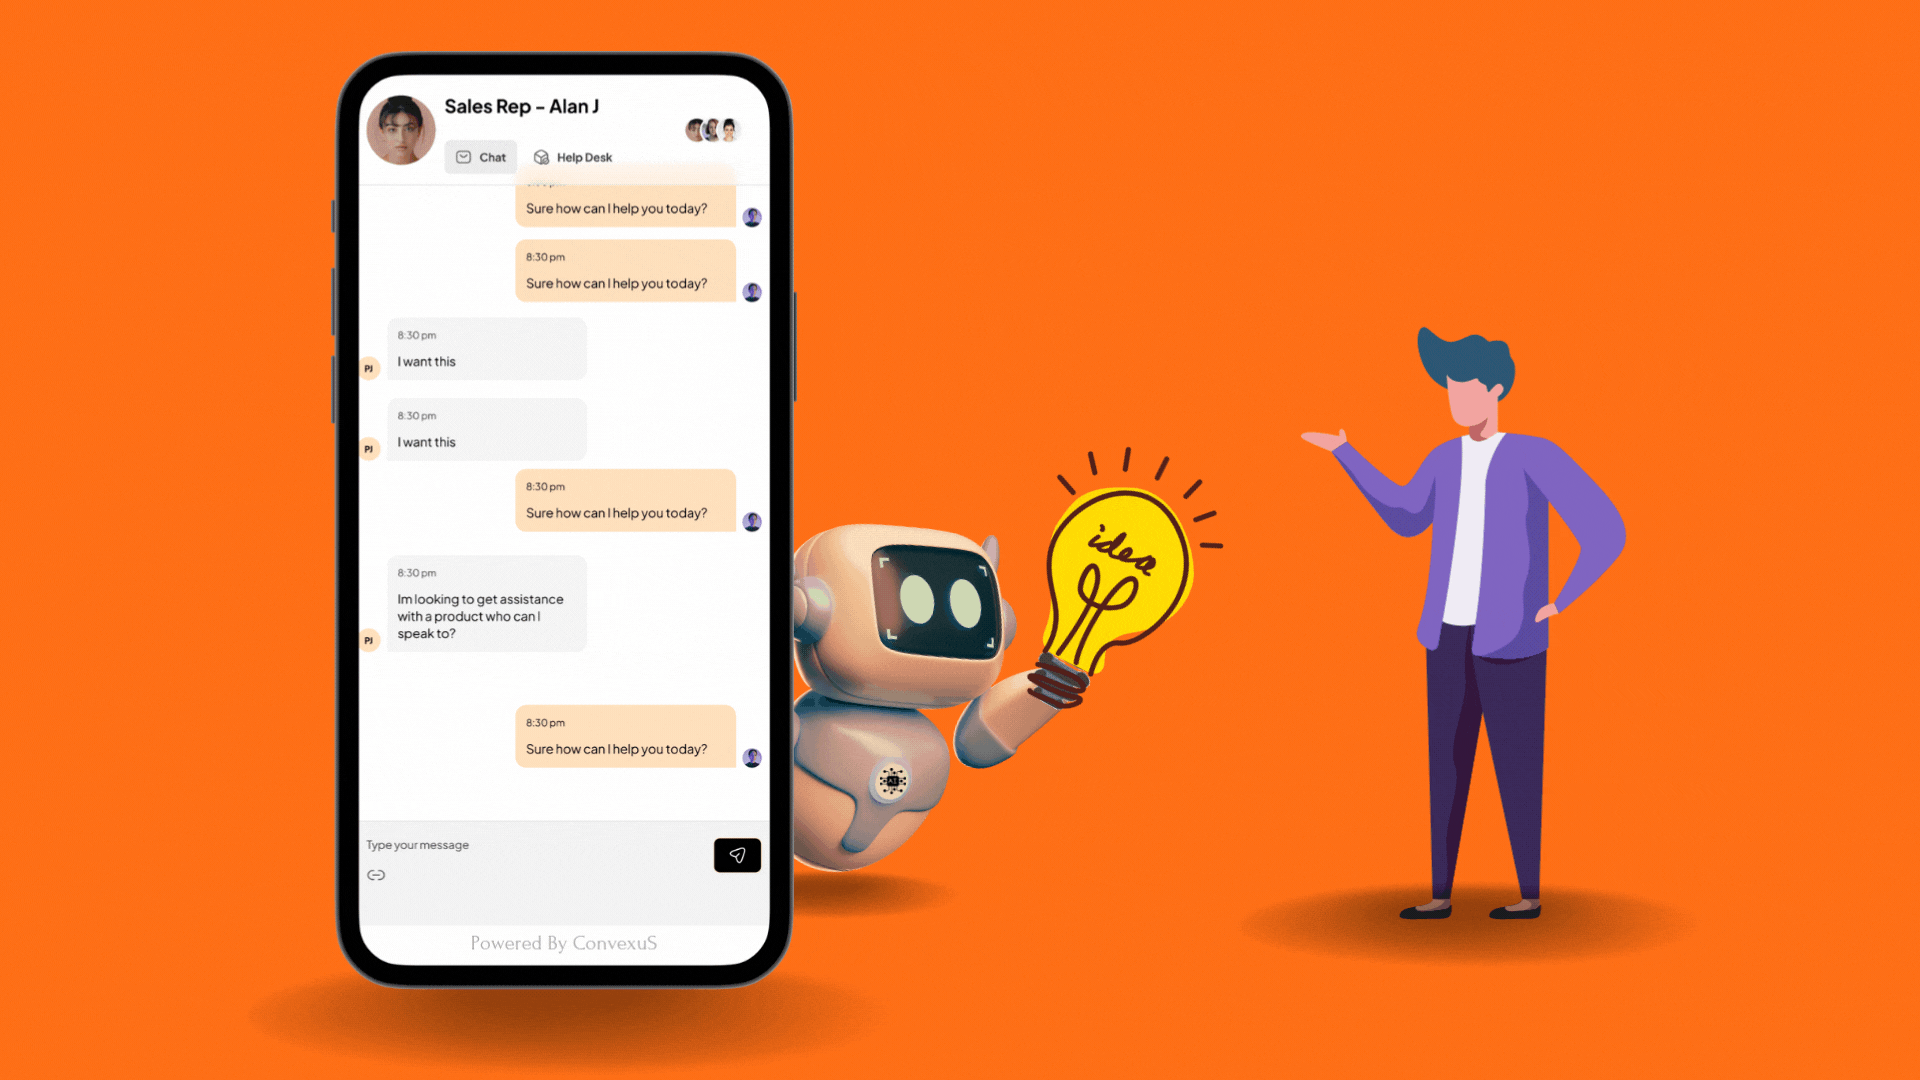 Sales Rep – Alan J
Chat
Help Desk
Sure how can I help you today?
8:30 pm
Sure how can I help you today?
8:30 pm
I want this
PJ
8:30 pm
I want this
PJ
8:30 pm
Sure how can I help you today?
8:30 pm
Im looking to get assistance
with a product who can I
speak to?
PJ
8:30 pm
Sure how can I help you today?
Type your message
Powered By ConvexuS
idea
AI